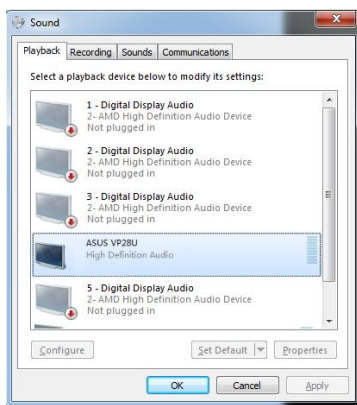 Sound
Playback Recording Sounds Communications
Select a playback device below to modify its settings:
1 - Digital Display Audio
2- AMD High Definition Audio Device
Not plugged in
2 - Digital Display Audio
2- AMD High Definition Audio Device
Not plugged in
3 - Digital Display Audio
2- AMD High Definition Audio Device
Not plugged in
ASUS VP28U
High Definition Audio
5 - Digital Display Audio
2- AMD High Definition Audio Device
Not plugged in
Configure Set Default Properties
OK Cancel Apply